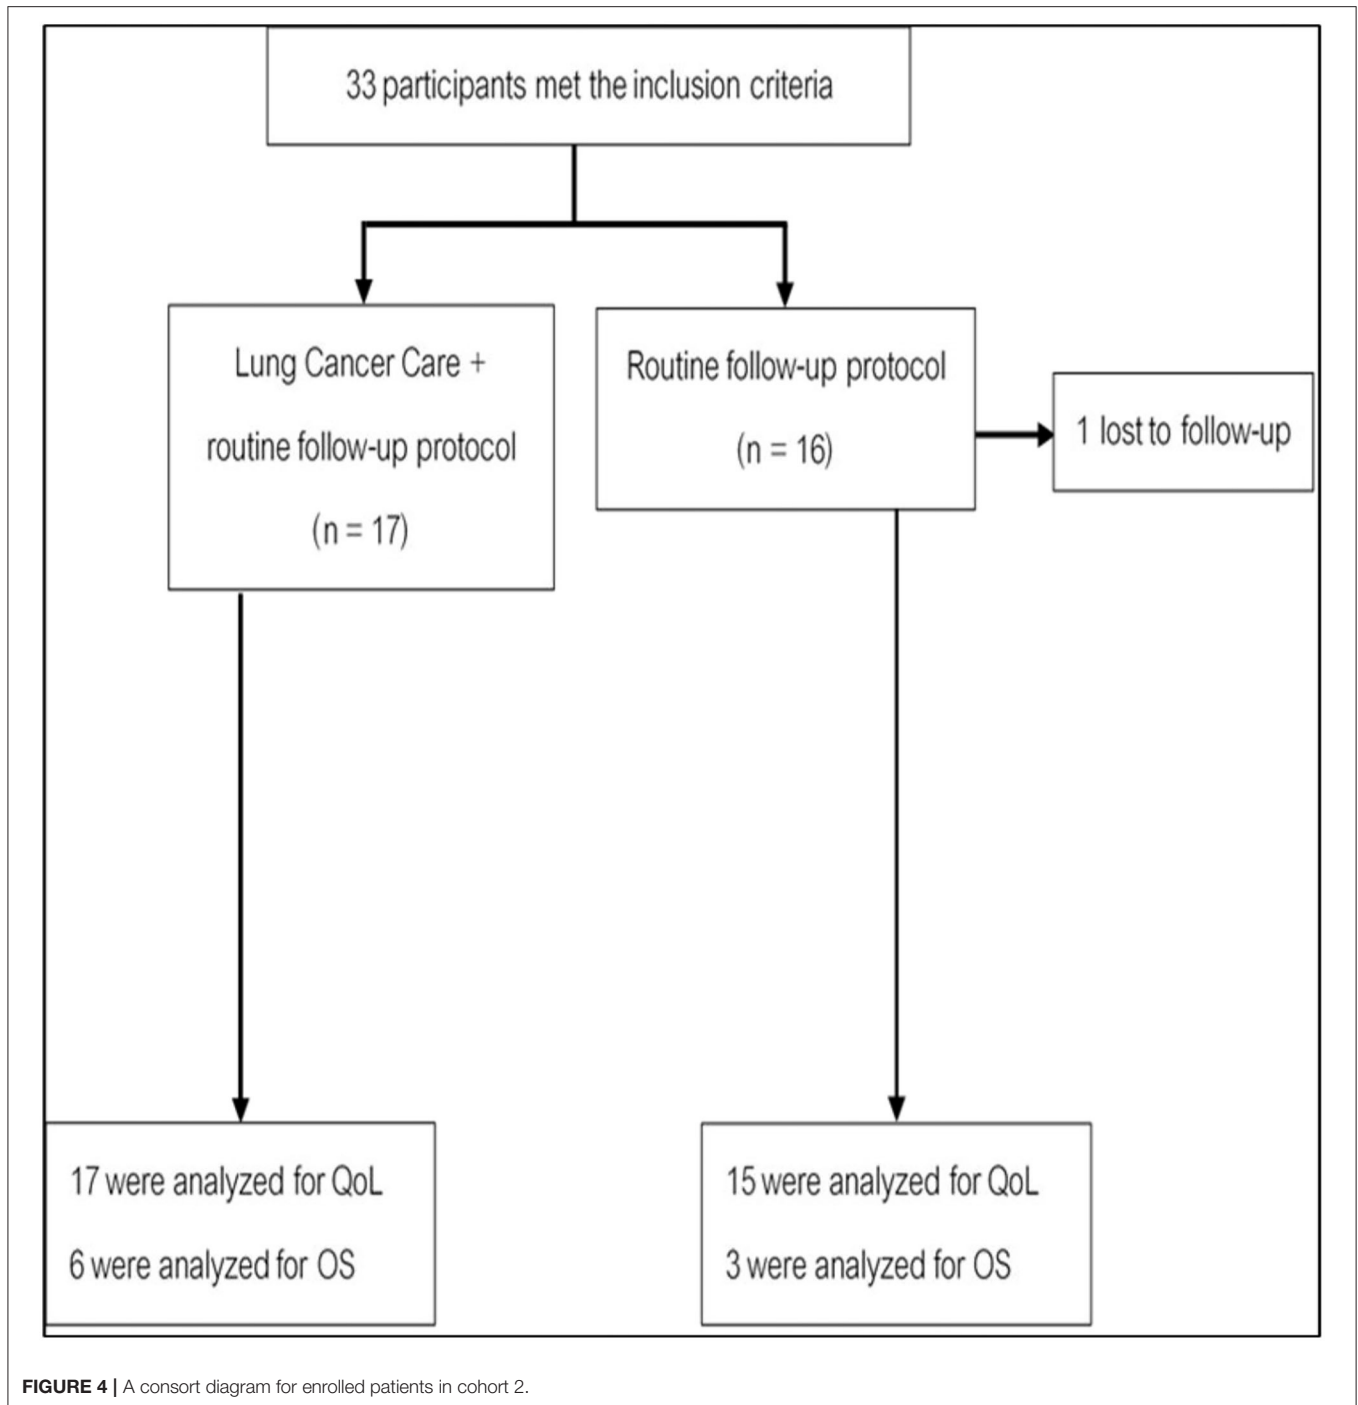 33 participants met the inclusion criteria
Lung Cancer Care +
routine follow-up protocol
(n = 17)
Routine follow-up protocol
(n = 16)
1 lost to follow-up
17 were analyzed for QoL
6 were analyzed for OS
15 were analyzed for QoL
3 were analyzed for OS
FIGURE 4 | A consort diagram for enrolled patients in cohort 2.